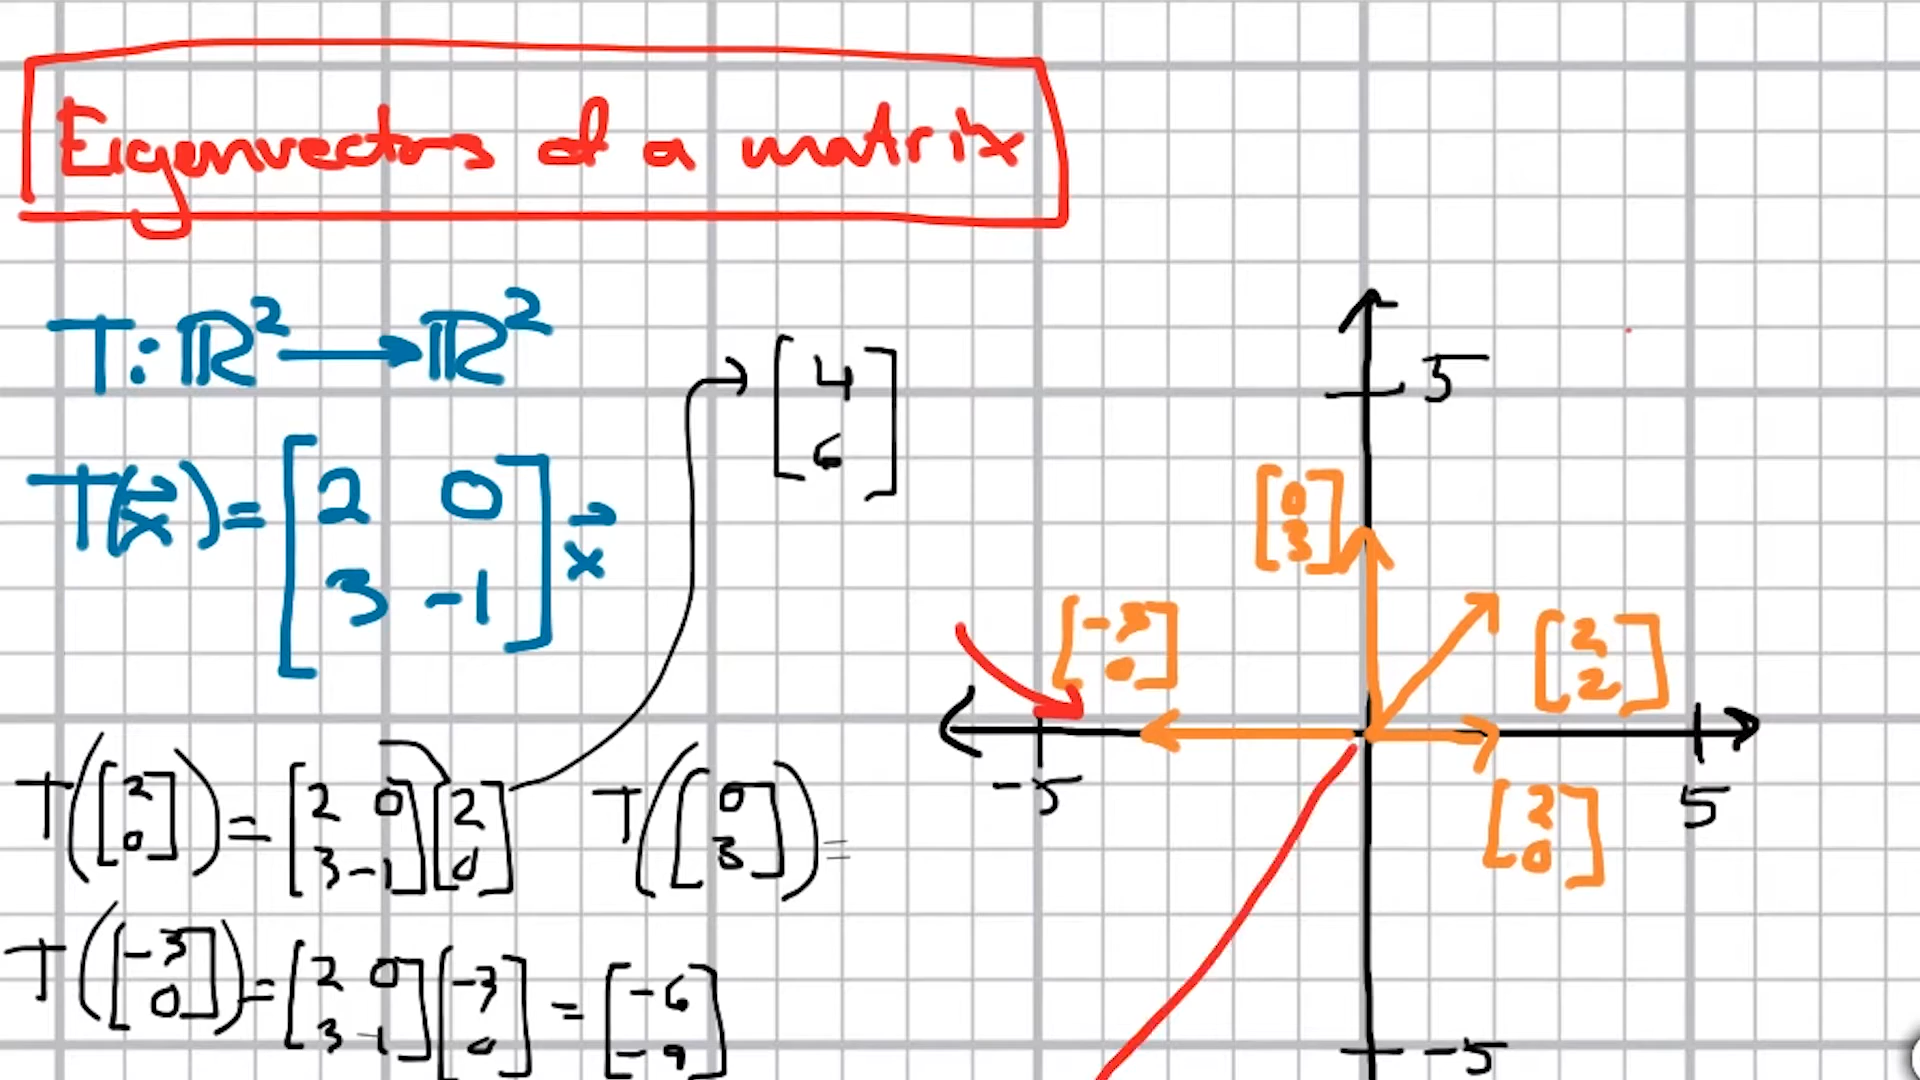 Eigenvectors of a matrix
T: ℝ² ⟶ ℝ²
T(x⃗) = [2 0; 3 -1] x⃗
[4; 6]
T([2; 0]) = [2 0; 3 -1][2; 0]
T([0; 3]) =
T([-3; 0]) = [2 0; 3 -1][-3; 0] = [-6; -9]
5
[0; 3]
[-3; 0]
[2; 2]
-5
5
[2; 0]
-5